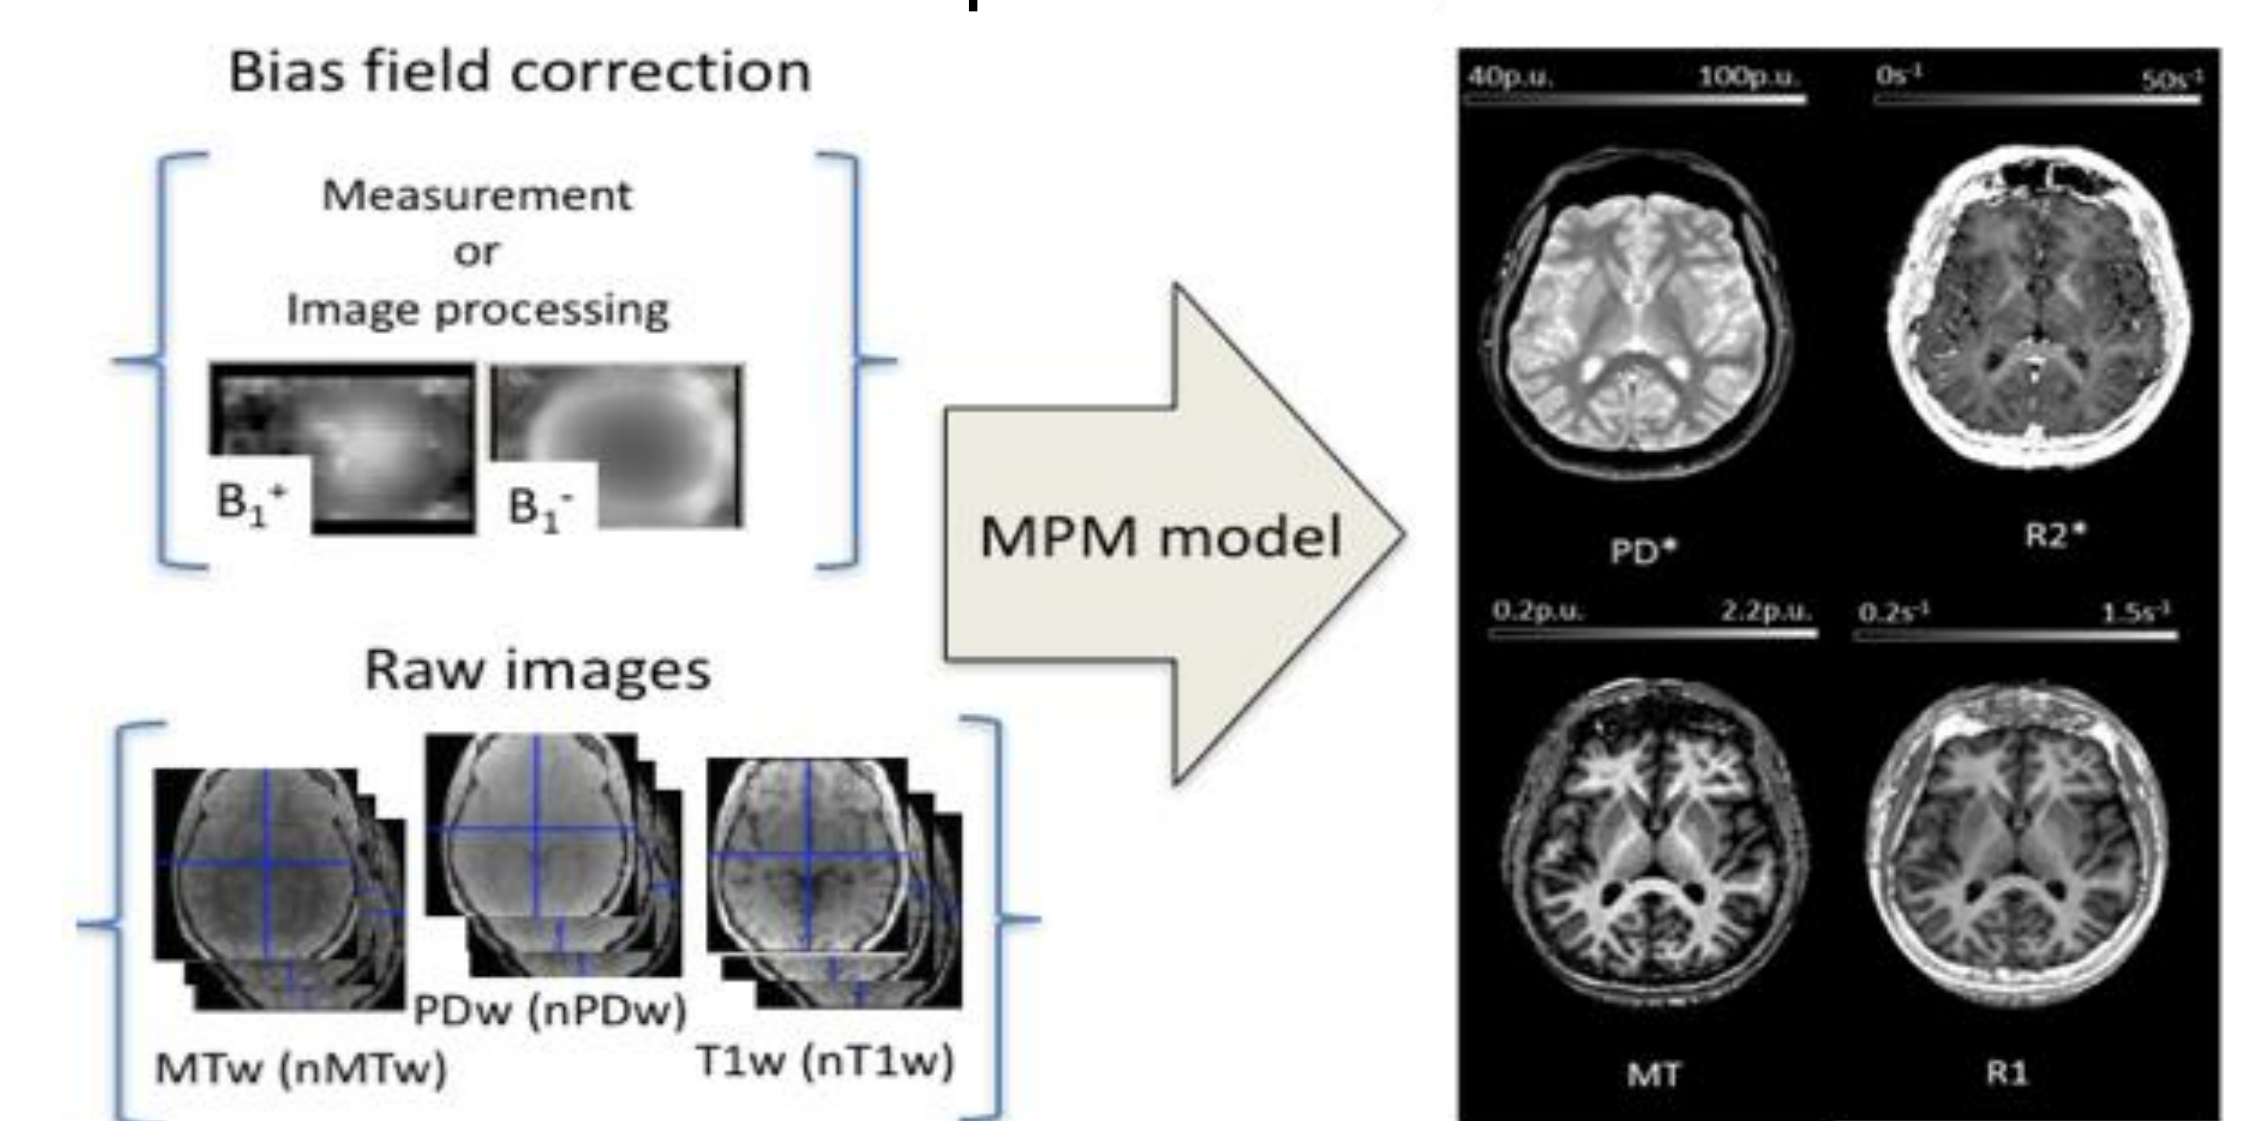 Bias field correction
Measurement
or
Image processing
B₁⁺
B₁⁻
Raw images
PDw (nPDw)
MTw (nMTw)
T1w (nT1w)
MPM model
40p.u. 100p.u.
0s⁻¹ 50s⁻¹
PD*
R2*
0.2p.u. 2.2p.u.
0.2s⁻¹ 1.5s⁻¹
MT
R1